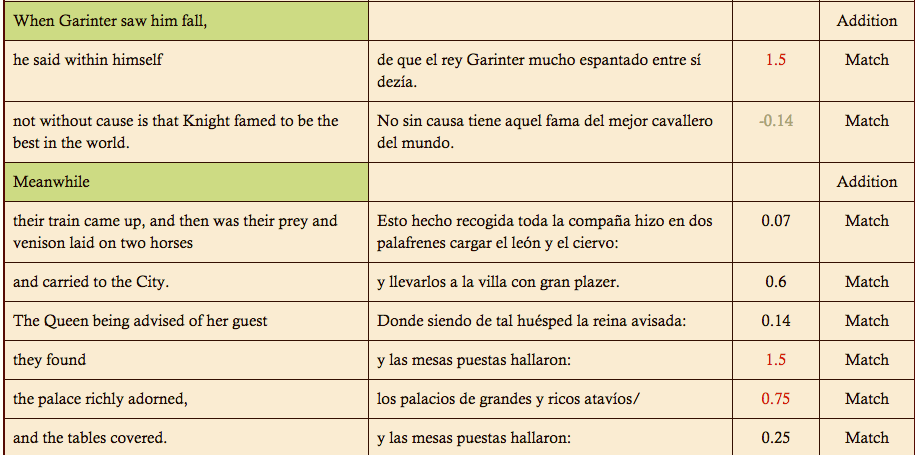 When Garinter saw him fall, Addition
he said within himself de que el rey Garinter mucho espantado entre sí 1.5 Match
dezía.
not without cause is that Knight famed to be the No sin causa tiene aquel fama del mejor cavallero -0.14 Match
best in the world. del mundo.
Meanwhile Addition
their train came up, and then was their prey and Esto hecho recogida toda la compaña hizo en dos 0.07 Match
venison laid on two horses palafrenes cargar el león y el ciervo:
and carried to the City. y llevarlos a la villa con gran plazer. 0.6 Match
The Queen being advised of her guest Donde siendo de tal huésped la reina avisada: 0.14 Match
they found y las mesas puestas hallaron: 1.5 Match
the palace richly adorned, los palacios de grandes y ricos atavíos/ 0.75 Match
and the tables covered. y las mesas puestas hallaron: 0.25 Match